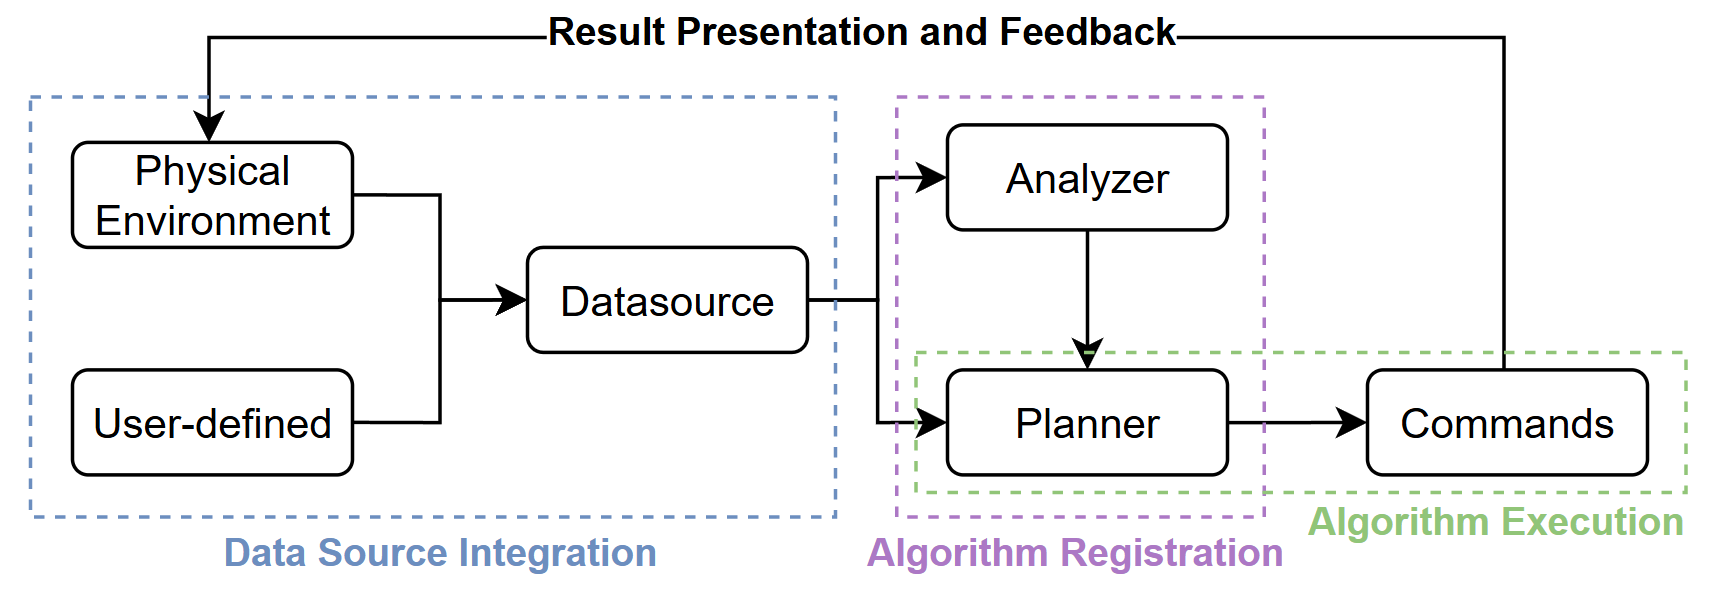 Result Presentation and Feedback
Physical
Environment
Analyzer
Datasource
User-defined
Planner
Commands
Algorithm Execution
Data Source Integration
Algorithm Registration